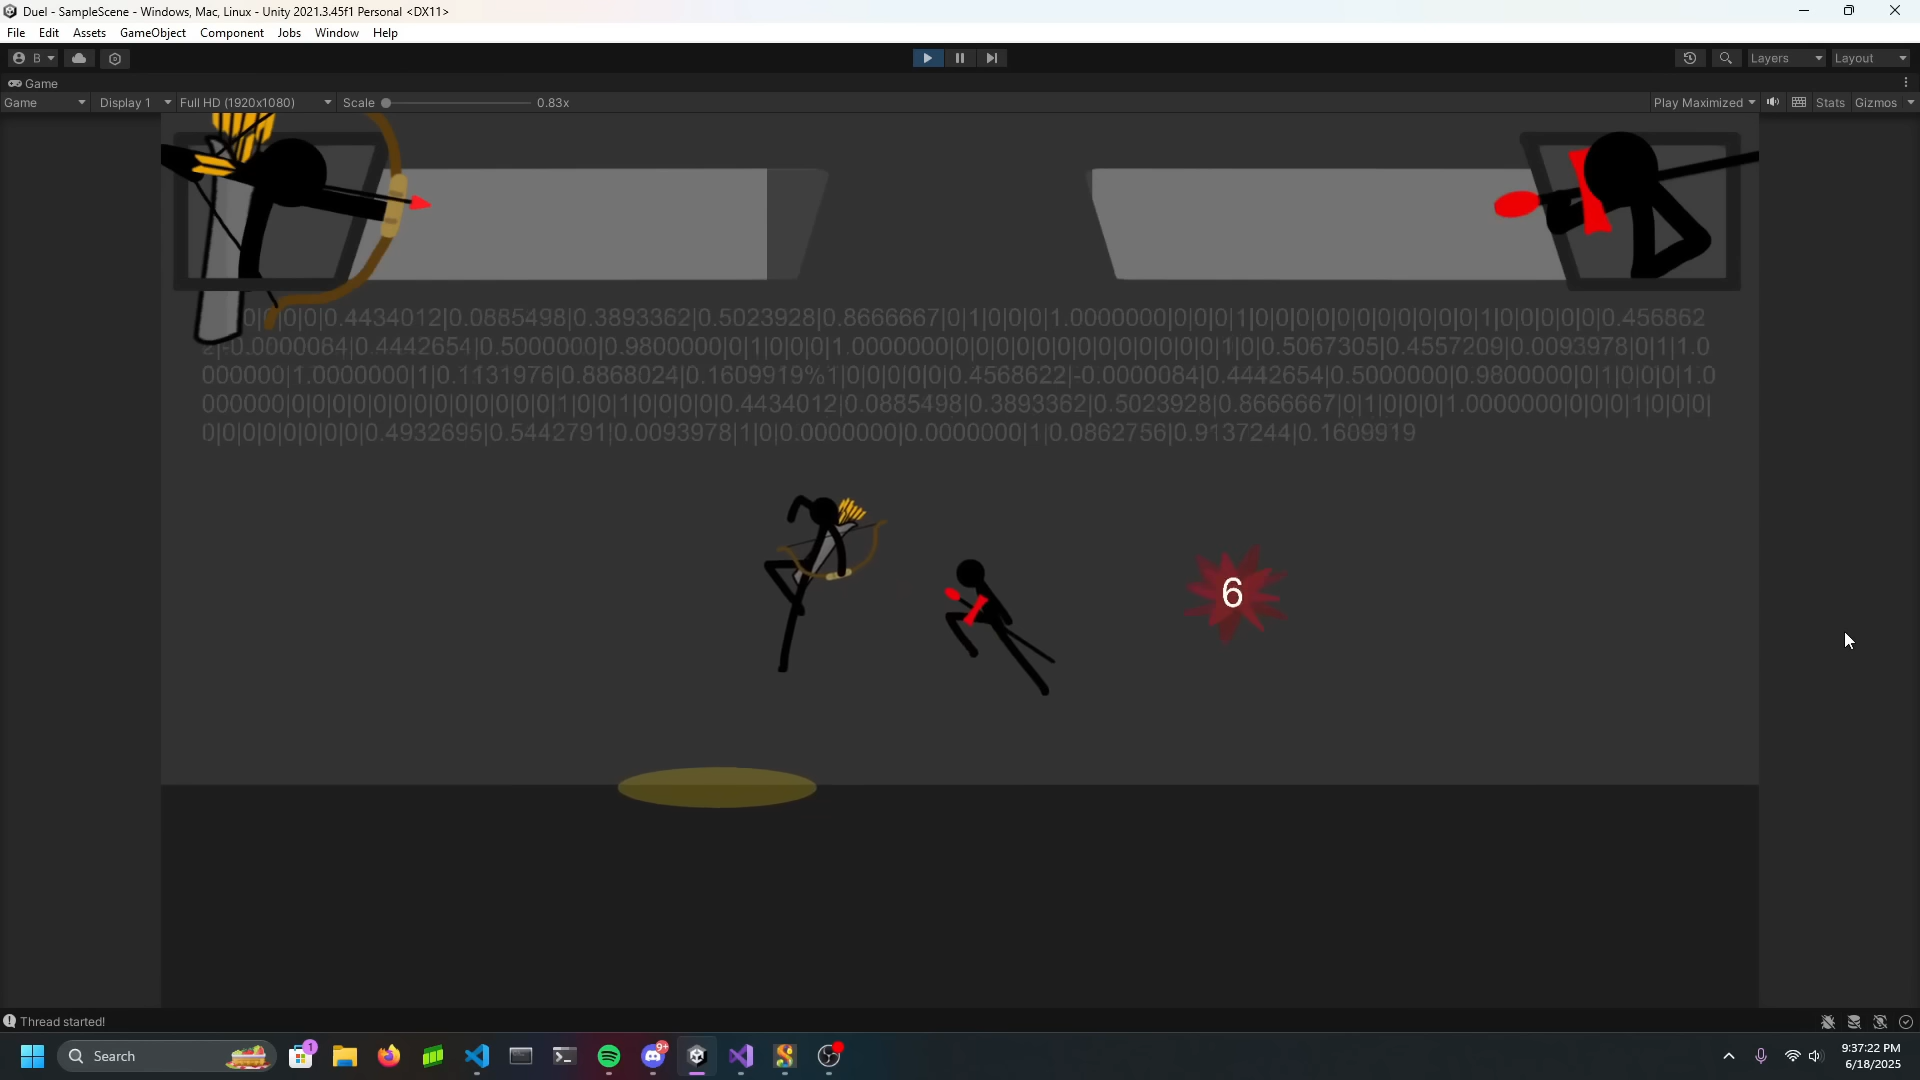 Duel - SampleScene - Windows, Mac, Linux - Unity 2021.3.45f1 Personal <DX11>
File Edit Assets GameObject Component Jobs Window Help
B Layers Layout
Game
Game Display 1 Full HD (1920x1080) Scale 0.83x Play Maximized Stats Gizmos
0|0|0|0|0.4434012|0.0885498|0.3893362|0.5023928|0.8666667|0|1|0|0|0|1.0000000|0|0|0|1|0|0|0|0|0|0|0|0|0|0|1|0|0|0|0|0|0.456862
2|-0.0000084|0.4442654|0.5000000|0.9800000|0|1|0|0|0|1.0000000|0|0|0|0|0|0|0|0|0|0|0|0|1|0|0.5067305|0.4557209|0.0093978|0|1|1.0
000000|1.0000000|1|0.1131976|0.8868024|0.1609919%1|0|0|0|0|0.4568622|-0.0000084|0.4442654|0.5000000|0.9800000|0|1|0|0|0|1.0
000000|0|0|0|0|0|0|0|0|0|0|0|0|1|0|0|1|0|0|0|0|0.4434012|0.0885498|0.3893362|0.5023928|0.8666667|0|1|0|0|0|1.0000000|0|0|0|1|0|0|0|
0|0|0|0|0|0|0|0|0.4932695|0.5442791|0.0093978|1|0|0.0000000|0.0000000|1|0.0862756|0.9137244|0.1609919
6
Thread started!
Search 1 9+ 9:37:22 PM
6/18/2025